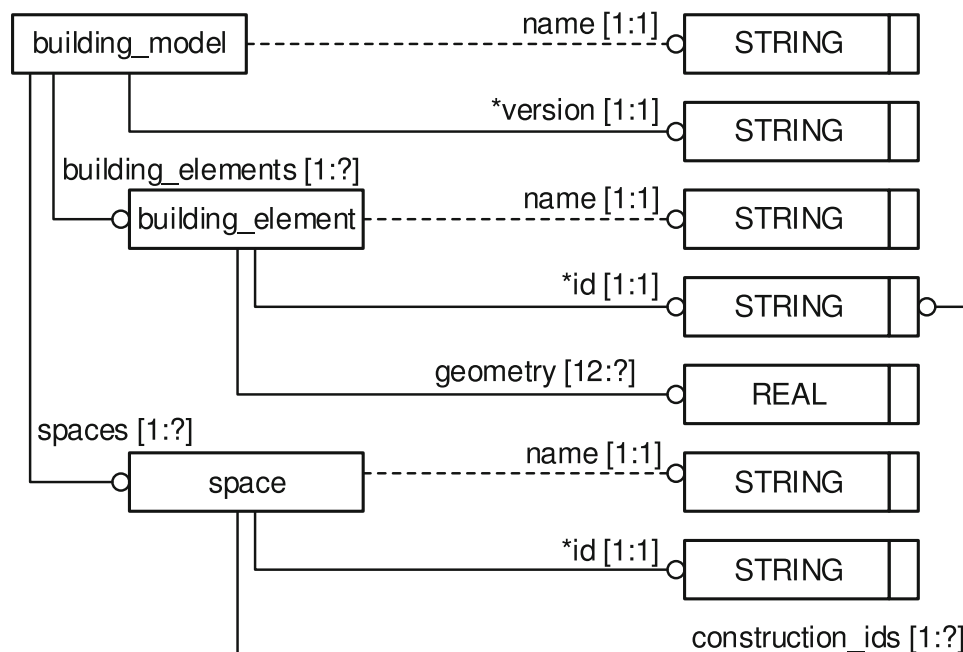 building_model
name [1:1]
STRING
*version [1:1]
STRING
building_elements [1:?]
building_element
name [1:1]
STRING
*id [1:1]
STRING
geometry [12:?]
REAL
spaces [1:?]
space
name [1:1]
STRING
*id [1:1]
STRING
construction_ids [1:?]